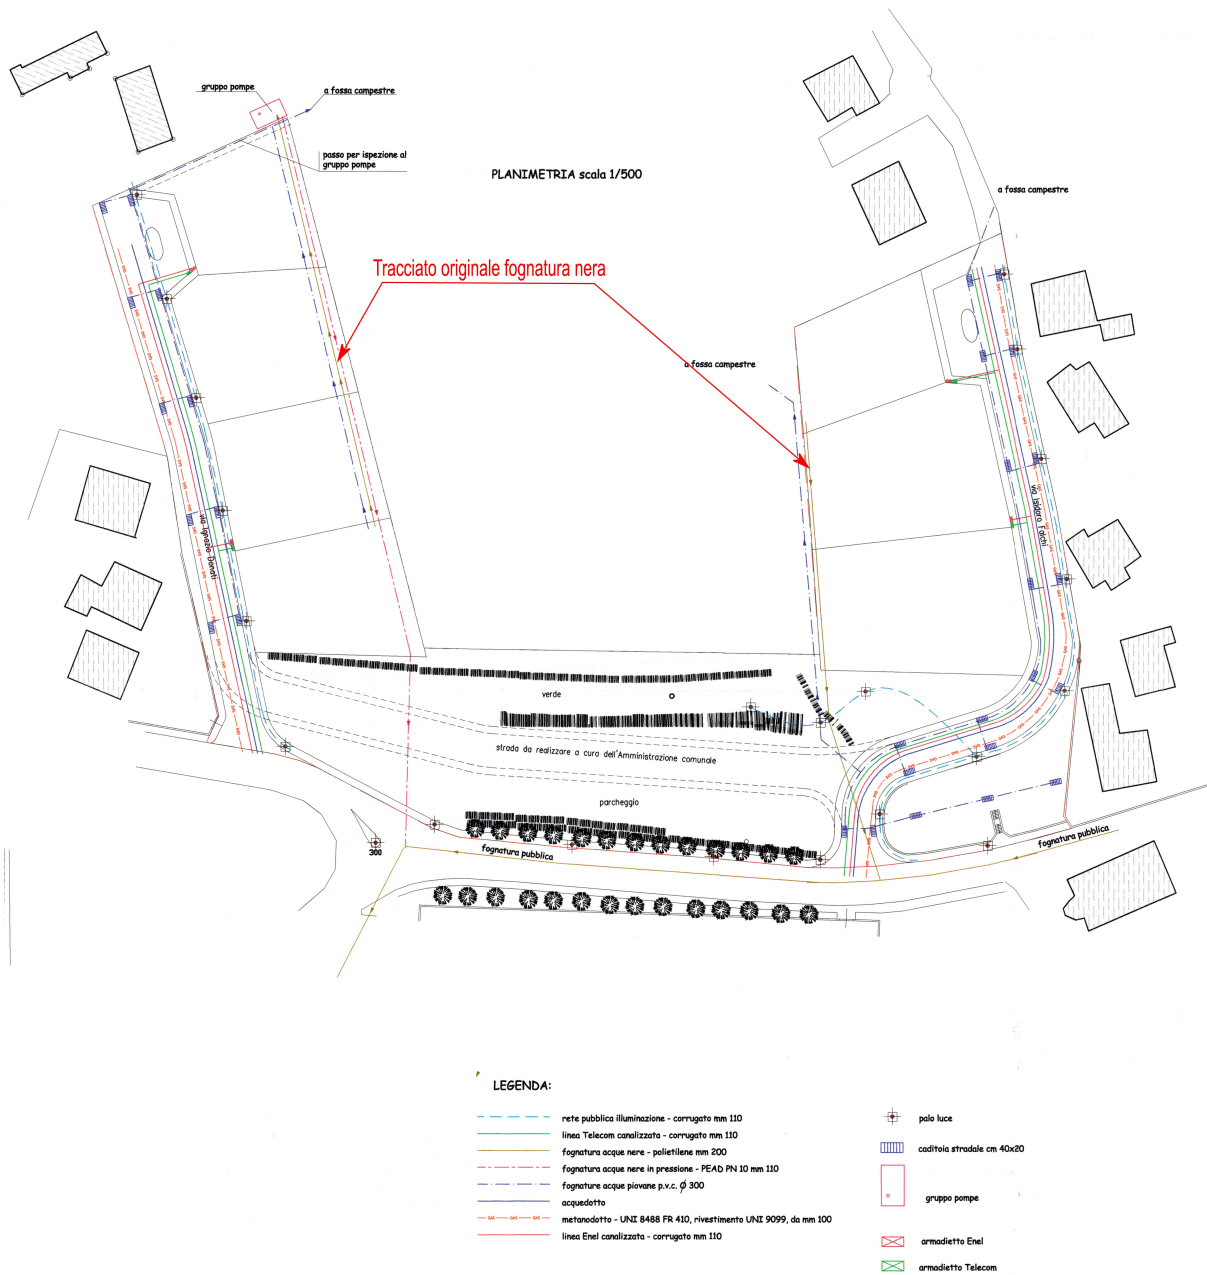 gruppo pompe
a fossa campestre
passo per ispezione al
gruppo pompe
PLANIMETRIA scala 1/500
a fossa campestre
Tracciato originale fognatura nera
a fossa campestre
via Ignazio Donati
via Isidoro Falchi
verde
strada da realizzare a cura dell'Amministrazione comunale
parcheggio
300
fognatura pubblica
fognatura pubblica
LEGENDA:
rete pubblica illuminazione - corrugato mm 110
linea Telecom canalizzata - corrugato mm 110
fognatura acque nere - polietilene mm 200
fognatura acque nere in pressione - PEAD PN 10 mm 110
fognature acque piovane p.v.c. Ø 300
acquedotto
GAS GAS GAS metanodotto - UNI 8488 FR 410, rivestimento UNI 9099, da mm 100
linea Enel canalizzata - corrugato mm 110
palo luce
caditoia stradale cm 40x20
gruppo pompe
armadietto Enel
armadietto Telecom